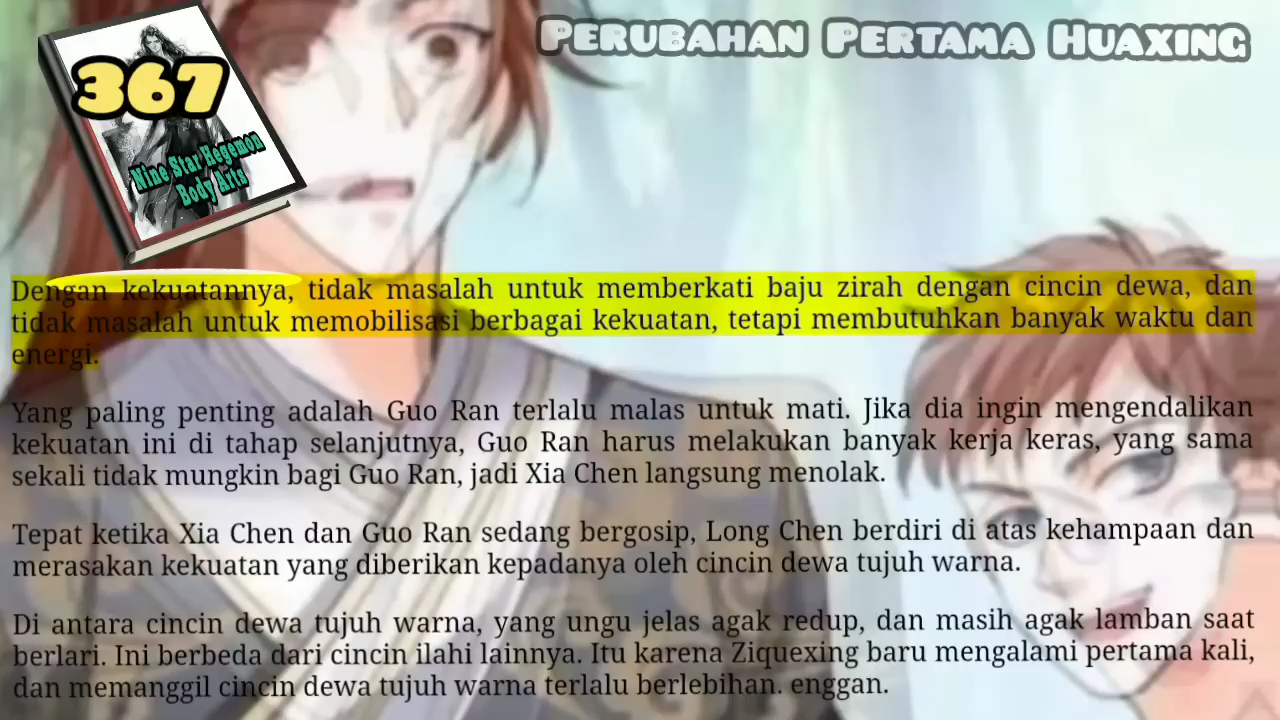 Perubahan Pertama Huaxing
367
Nine Star Hegemon
Body Arts
Dengan kekuatannya, tidak masalah untuk memberkati baju zirah dengan cincin dewa, dan
tidak masalah untuk memobilisasi berbagai kekuatan, tetapi membutuhkan banyak waktu dan
energi.
Yang paling penting adalah Guo Ran terlalu malas untuk mati. Jika dia ingin mengendalikan
kekuatan ini di tahap selanjutnya, Guo Ran harus melakukan banyak kerja keras, yang sama
sekali tidak mungkin bagi Guo Ran, jadi Xia Chen langsung menolak.
Tepat ketika Xia Chen dan Guo Ran sedang bergosip, Long Chen berdiri di atas kehampaan dan
merasakan kekuatan yang diberikan kepadanya oleh cincin dewa tujuh warna.
Di antara cincin dewa tujuh warna, yang ungu jelas agak redup, dan masih agak lamban saat
berlari. Ini berbeda dari cincin ilahi lainnya. Itu karena Ziquexing baru mengalami pertama kali,
dan memanggil cincin dewa tujuh warna terlalu berlebihan. enggan.